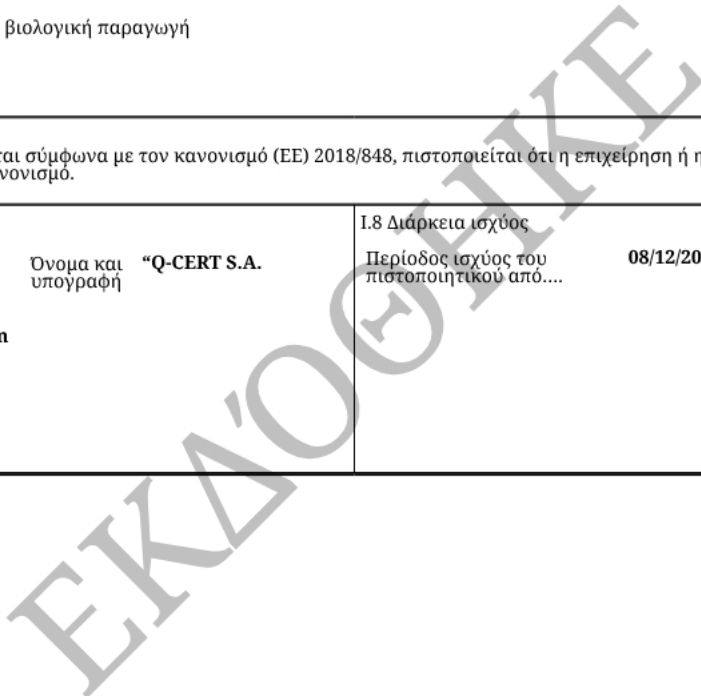 βιολογική παραγωγή
ται σύμφωνα με τον κανονισμό (ΕΕ) 2018/848, πιστοποιείται ότι η επιχείρηση ή η
νονισμό.
Όνομα και “Q-CERT S.A.
υπογραφή
n
I.8 Διάρκεια ισχύος
Περίοδος ισχύος του 08/12/20
πιστοποιητικού από....
ΕΚΔΌΘΗΚΕ